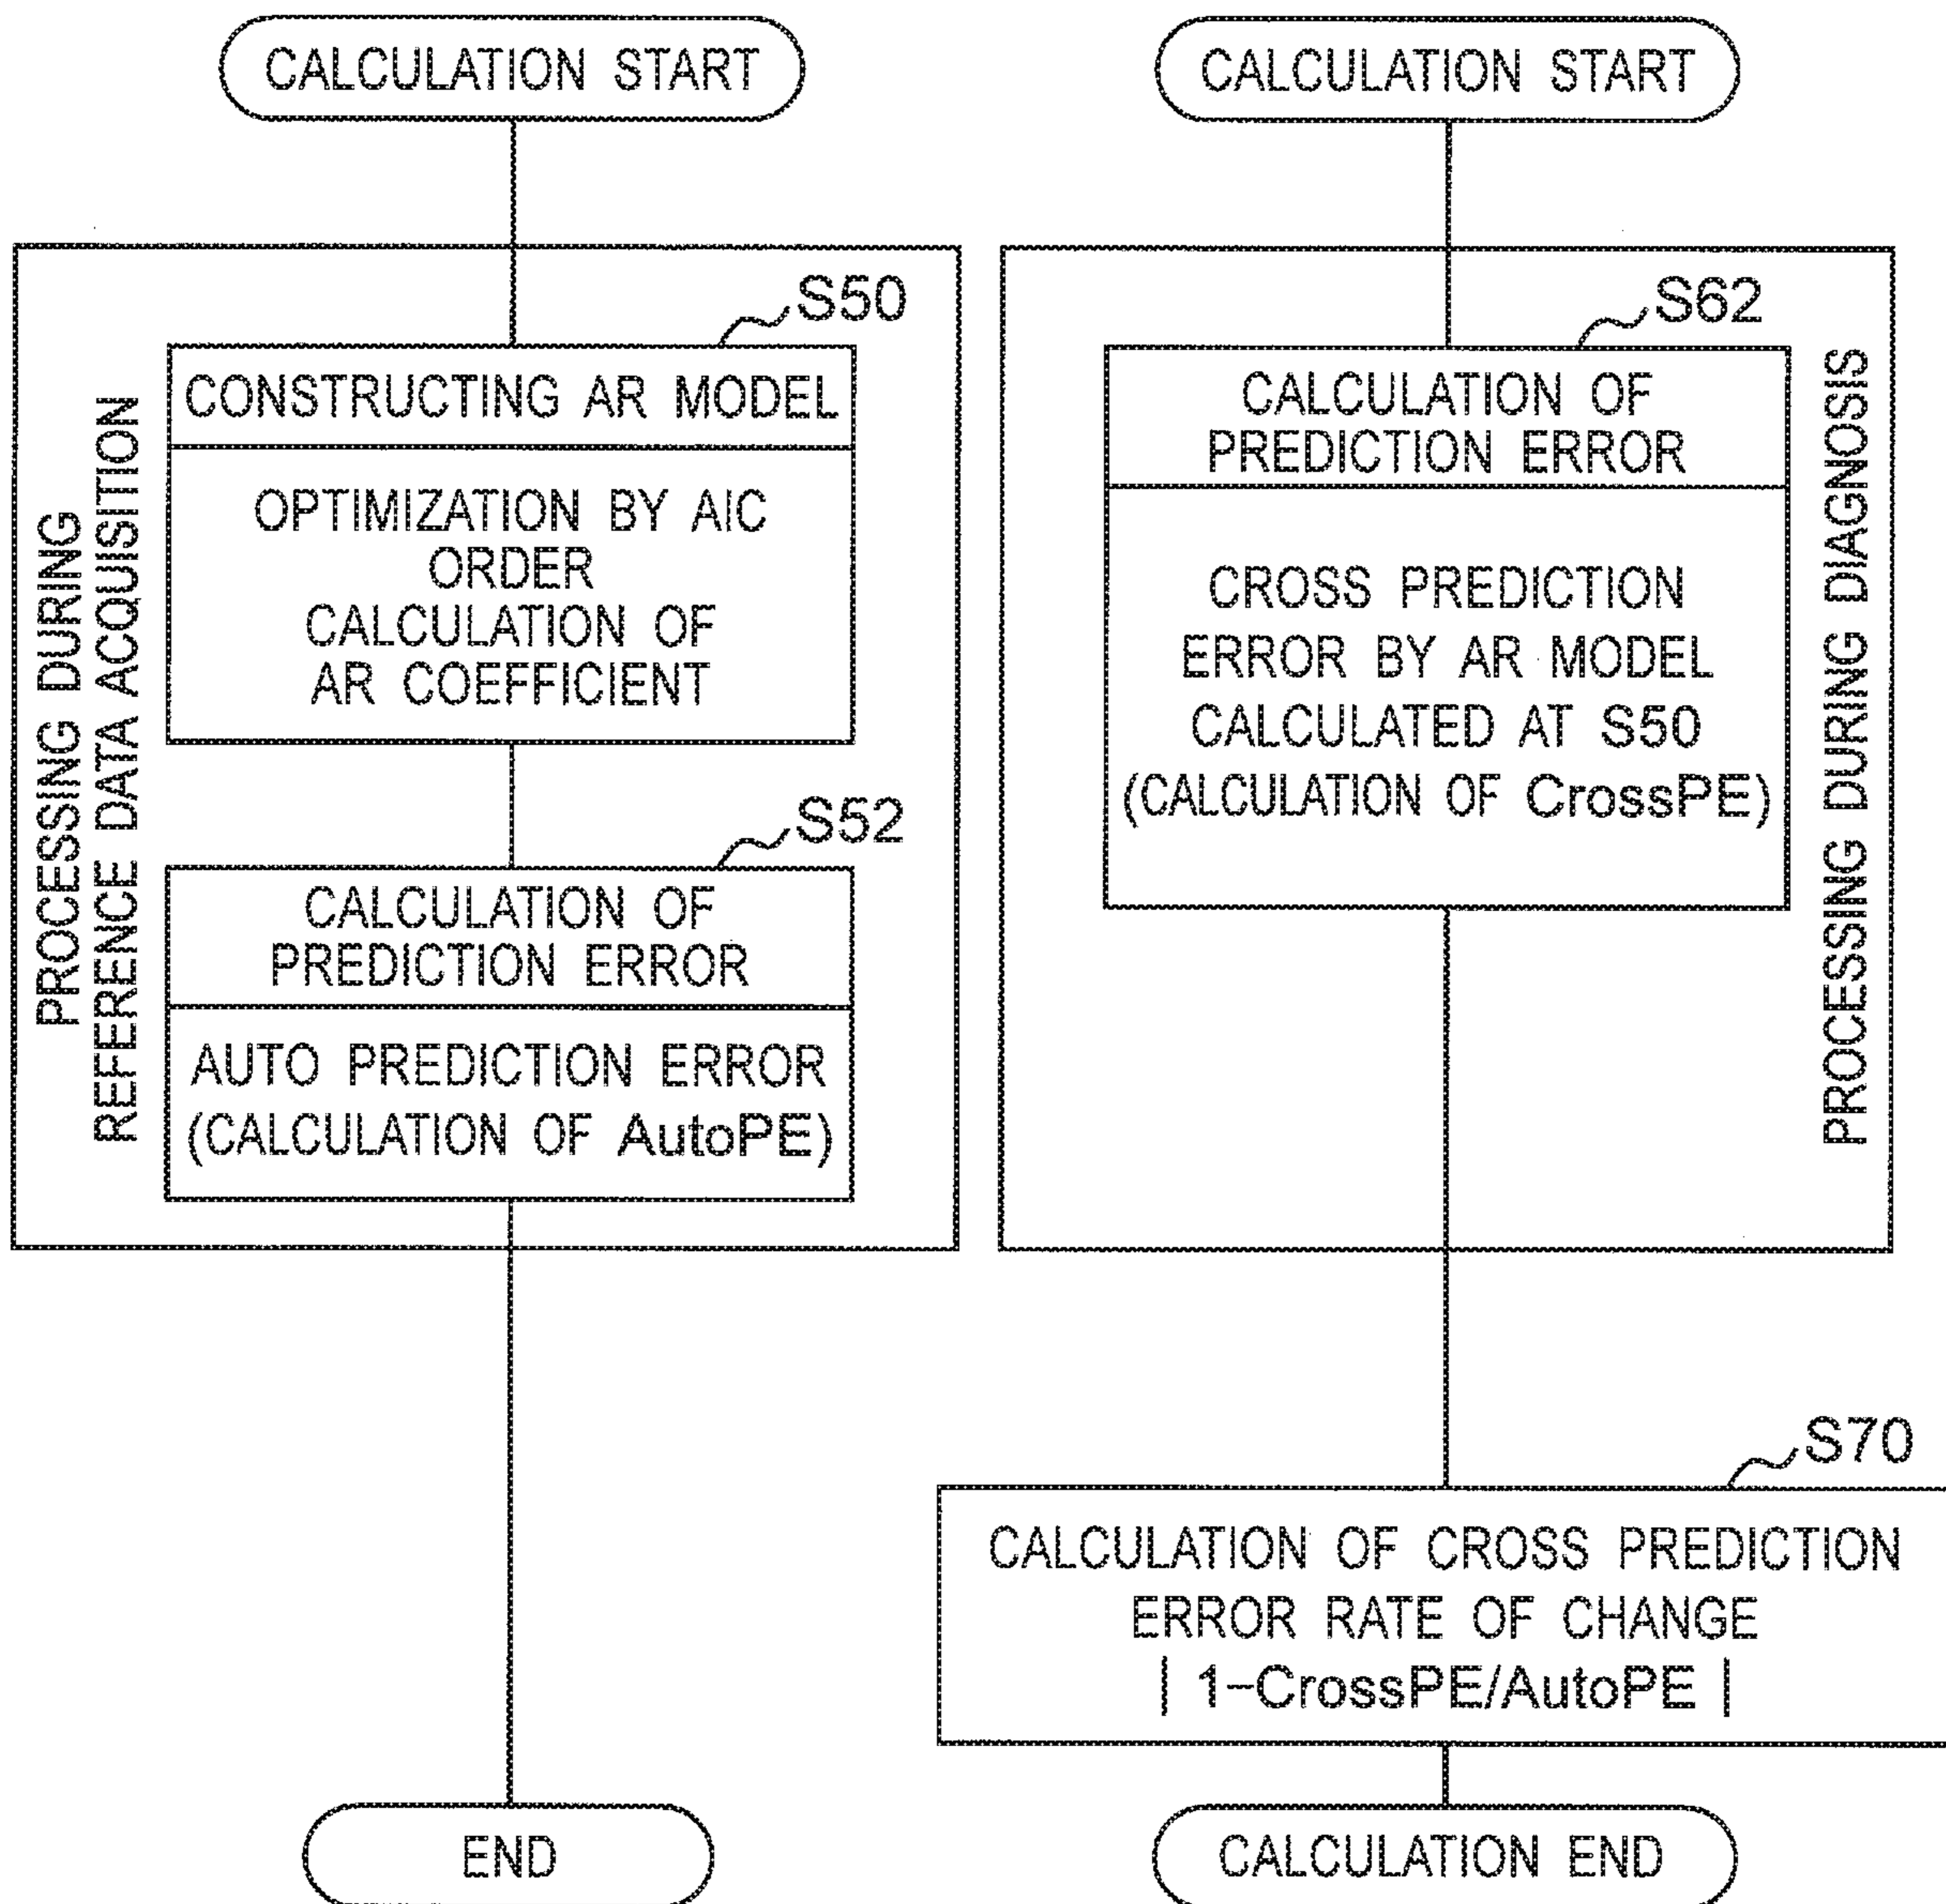 CALCULATION START
PROCESSING DURING
REFERENCE DATA ACQUISITION
S50
CONSTRUCTING AR MODEL
OPTIMIZATION BY AIC
ORDER
CALCULATION OF
AR COEFFICIENT
S52
CALCULATION OF
PREDICTION ERROR
AUTO PREDICTION ERROR
(CALCULATION OF AutoPE)
END
CALCULATION START
S62
CALCULATION OF
PREDICTION ERROR
CROSS PREDICTION
ERROR BY AR MODEL
CALCULATED AT S50
(CALCULATION OF CrossPE)
PROCESSING DURING DIAGNOSIS
S70
CALCULATION OF CROSS PREDICTION
ERROR RATE OF CHANGE
| 1-CrossPE/AutoPE |
CALCULATION END